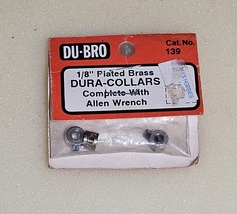 DU-BRO
Cat.No.
139
1/8" Plated Brass
DURA-COLLARS
Complete With
Allen Wrench